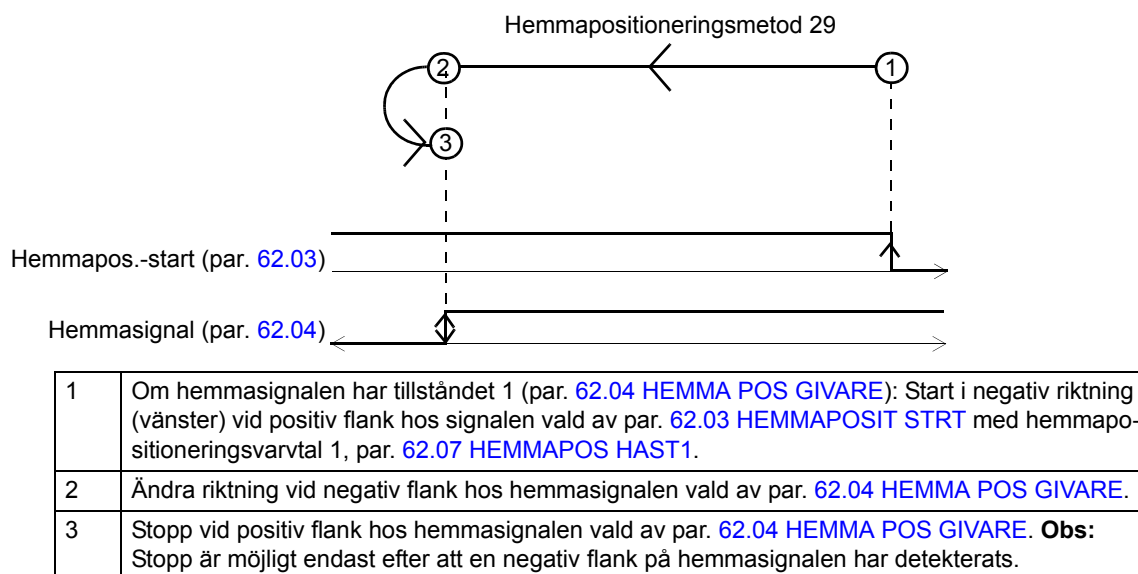 Hemmapositioneringsmetod 29
2
1
3
Hemmapos.-start (par. 62.03)
Hemmasignal (par. 62.04)
1 Om hemmasignalen har tillståndet 1 (par. 62.04 HEMMA POS GIVARE): Start i negativ riktning
(vänster) vid positiv flank hos signalen vald av par. 62.03 HEMMAPOSIT STRT med hemmapo-
sitioneringsvarvtal 1, par. 62.07 HEMMAPOS HAST1.
2 Ändra riktning vid negativ flank hos hemmasignalen vald av par. 62.04 HEMMA POS GIVARE.
3 Stopp vid positiv flank hos hemmasignalen vald av par. 62.04 HEMMA POS GIVARE. Obs:
Stopp är möjligt endast efter att en negativ flank på hemmasignalen har detekterats.